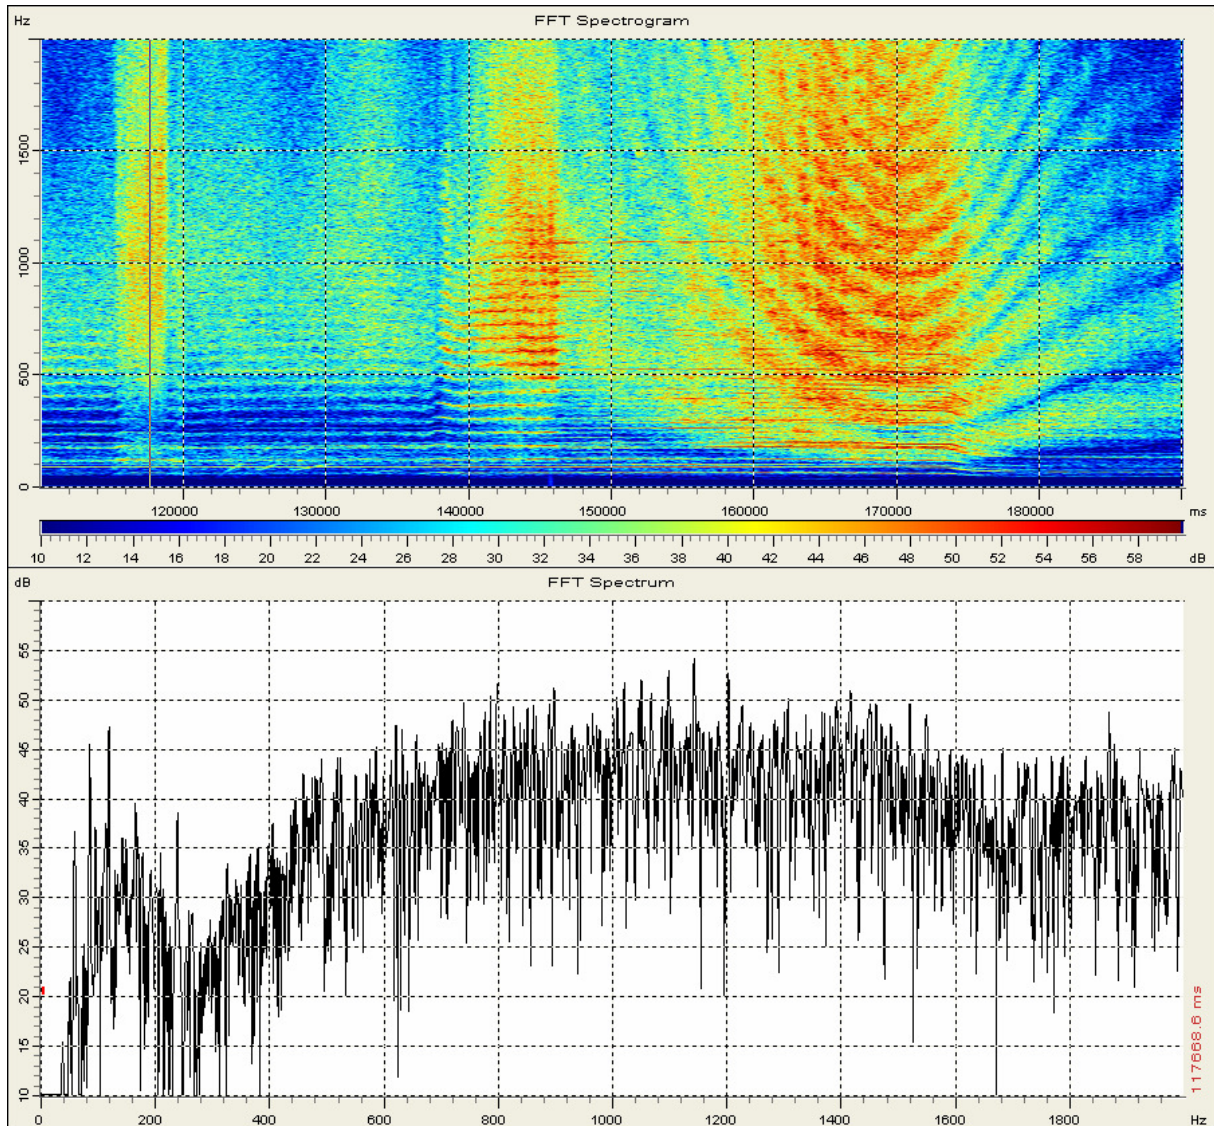 Hz FFT Spectrogram
1500
1000
500
0
120000 130000 140000 150000 160000 170000 180000 ms
10 12 14 16 18 20 22 24 26 28 30 32 34 36 38 40 42 44 46 48 50 52 54 56 58 dB
dB FFT Spectrum
55
50
45
40
35
30
25
20
15
10
0 200 400 600 800 1000 1200 1400 1600 1800 Hz
117668.6 ms